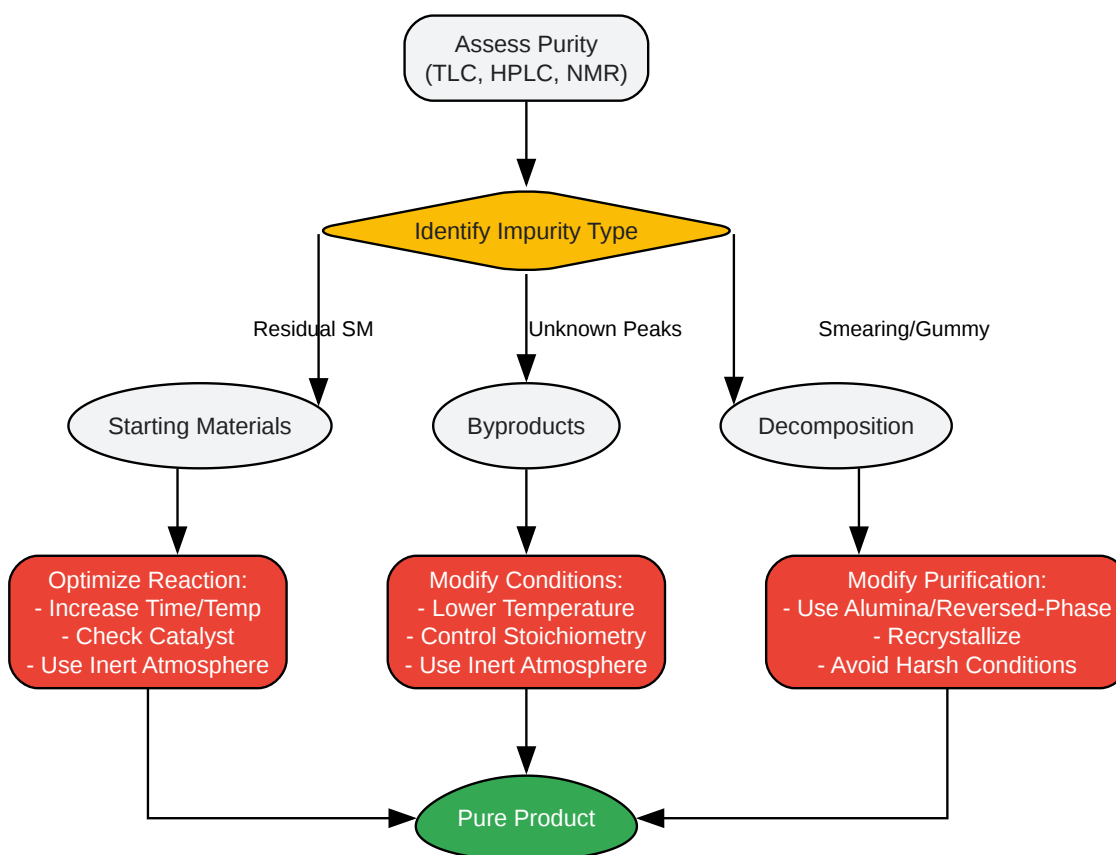 Assess Purity
(TLC, HPLC, NMR)
Identify Impurity Type
Residual SM
Unknown Peaks
Smearing/Gummy
Starting Materials
Byproducts
Decomposition
Optimize Reaction:
- Increase Time/Temp
- Check Catalyst
- Use Inert Atmosphere
Modify Conditions:
- Lower Temperature
- Control Stoichiometry
- Use Inert Atmosphere
Modify Purification:
- Use Alumina/Reversed-Phase
- Recrystallize
- Avoid Harsh Conditions
Pure Product